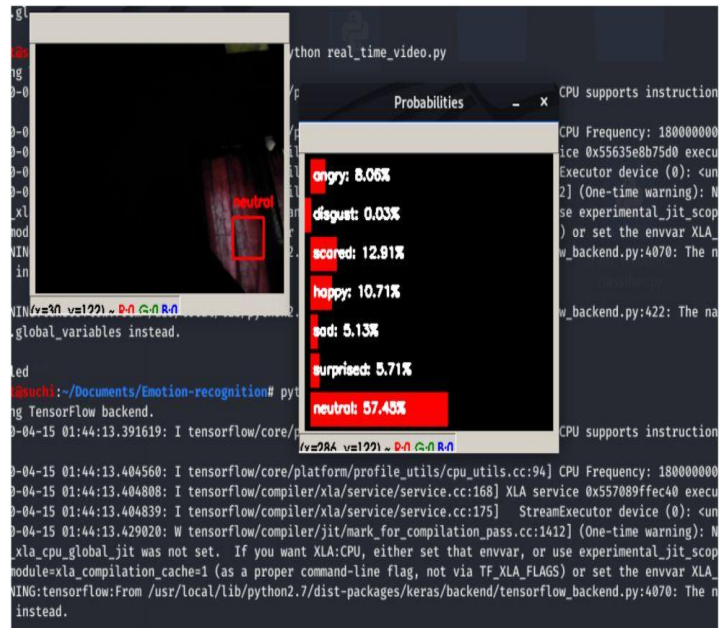 .gl
ython real_time_video.py
ng
CPU supports instruction
CPU Frequency: 180000000
ice 0x55635e8b75d0 execu
Executor device (0): <un
2] (One-time warning): N
_xl
se experimental_jit_scop
mod
) or set the envvar XLA_
NIN
w_backend.py:4070: The n
in
w_backend.py:422: The na
.global_variables instead.
led
t@suchi:~/Documents/Emotion-recognition# pyt
ng TensorFlow backend.
0-04-15 01:44:13.391619: I tensorflow/core/p
CPU supports instruction
0-04-15 01:44:13.404560: I tensorflow/core/platform/profile_utils/cpu_utils.cc:94] CPU Frequency: 180000000
0-04-15 01:44:13.404808: I tensorflow/compiler/xla/service/service.cc:168] XLA service 0x557089ffec40 execu
0-04-15 01:44:13.404839: I tensorflow/compiler/xla/service/service.cc:175] StreamExecutor device (0): <un
0-04-15 01:44:13.429020: W tensorflow/compiler/jit/mark_for_compilation_pass.cc:1412] (One-time warning): N
_xla_cpu_global_jit was not set. If you want XLA:CPU, either set that envvar, or use experimental_jit_scop
module=xla_compilation_cache=1 (as a proper command-line flag, not via TF_XLA_FLAGS) or set the envvar XLA_
NING:tensorflow:From /usr/local/lib/python2.7/dist-packages/keras/backend/tensorflow_backend.py:4070: The n
instead.
neutral
(x=30, y=122) ~ R:0 G:0 B:0
Probabilities
angry: 8.06%
disgust: 0.03%
scared: 12.91%
happy: 10.71%
sad: 5.13%
surprised: 5.71%
neutral: 57.45%
(x=286, y=122) ~ R:0 G:0 B:0